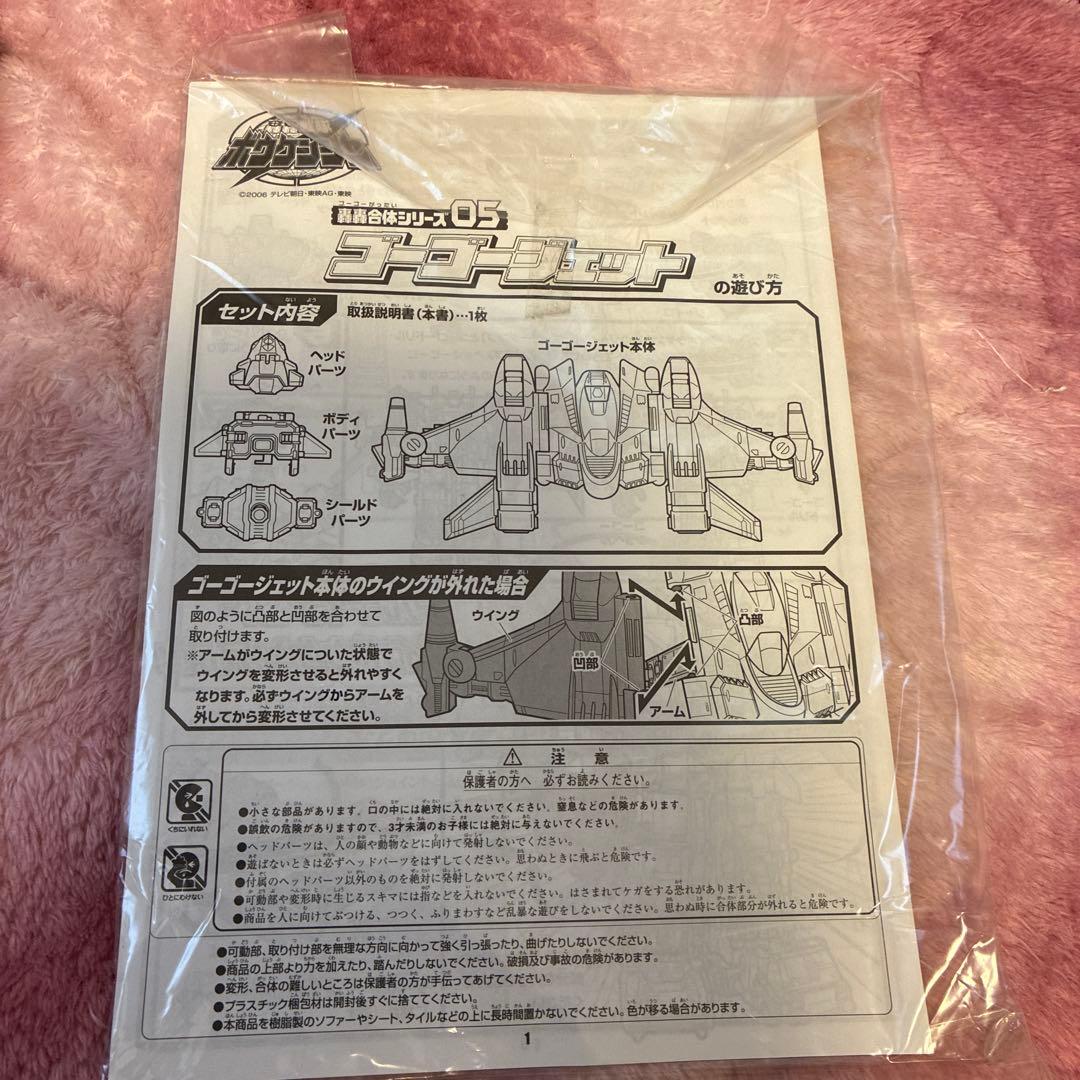 ボウケンジャー
©2006 テレビ朝日・東映AG・東映
ゴーゴーがったい
轟轟合体シリーズ05
ゴーゴージェット
の遊び方
セット内容
取扱説明書(本書)…1枚
ヘッド
パーツ
ボディ
パーツ
シールド
パーツ
ゴーゴージェット本体
ゴーゴージェット本体のウイングが外れた場合
図のように凸部と凹部を合わせて
取り付けます。
※アームがウイングについた状態で
ウイングを変形させると外れやすく
なります。必ずウイングからアームを
外してから変形させてください。
ウイング
凹部
凸部
アーム
⚠ 注意
保護者の方へ 必ずお読みください。
くちにいれない
ひとにむけない
●小さな部品があります。口の中には絶対に入れないでください。窒息などの危険があります。
●誤飲の危険がありますので、3才未満のお子様には絶対に与えないでください。
●ヘッドパーツは、人の顔や動物などに向けて発射しないでください。
●遊ばないときは必ずヘッドパーツをはずしてください。思わぬときに飛ぶと危険です。
●付属のヘッドパーツ以外のものを絶対に発射しないでください。
●可動部や変形時に生じるスキマには指などを入れないでください。はさまれてケガをする恐れがあります。
●商品を人に向けてぶつける、つつく、ふりまわすなど乱暴な遊びをしないでください。思わぬ時に合体部分が外れると危険です。
●可動部、取り付け部を無理な方向に向かって強く引っ張ったり、曲げたりしないでください。
●商品の上部より力を加えたり、踏んだりしないでください。破損及び事故の危険があります。
●変形、合体の難しいところは保護者の方が手伝ってあげてください。
●プラスチック梱包材は開封後すぐに捨ててください。
●本商品を樹脂製のソファーやシート、タイルなどの上に長時間置かないでください。色が移る場合があります。
1